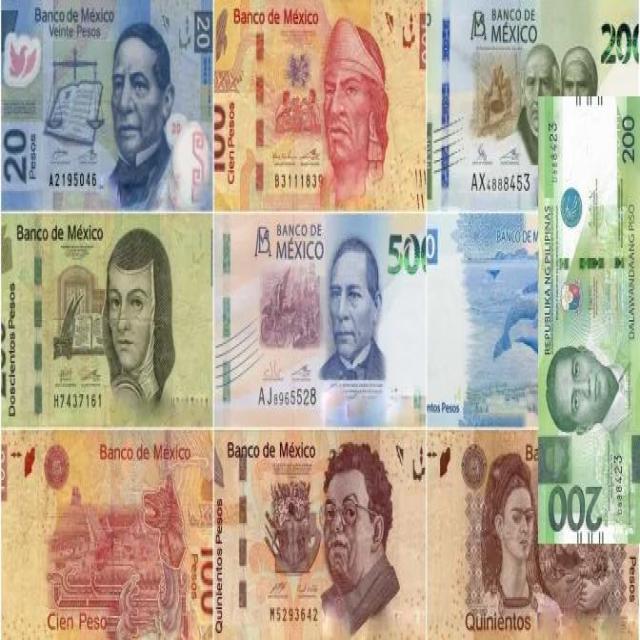 Banco de México
Veinte Pesos
20
20
Pesos
A2195046
Banco de México
100
Cien Pesos
B3111839
BANCO DE
MÉXICO
200
AX4888453
Banco de México
Doscientos Pesos
H7437161
BANCO DE
MÉXICO
500
AJ8965528
BANCO DE M
ntos Pesos
Banco de México
Cien Peso
100
Pesos
Banco de México
Quinientos Pesos
M5293642
Ba
Quinientos
Pesos
REPUBLIKA NG PILIPINAS
DALAWANDAANG PISO
200
200